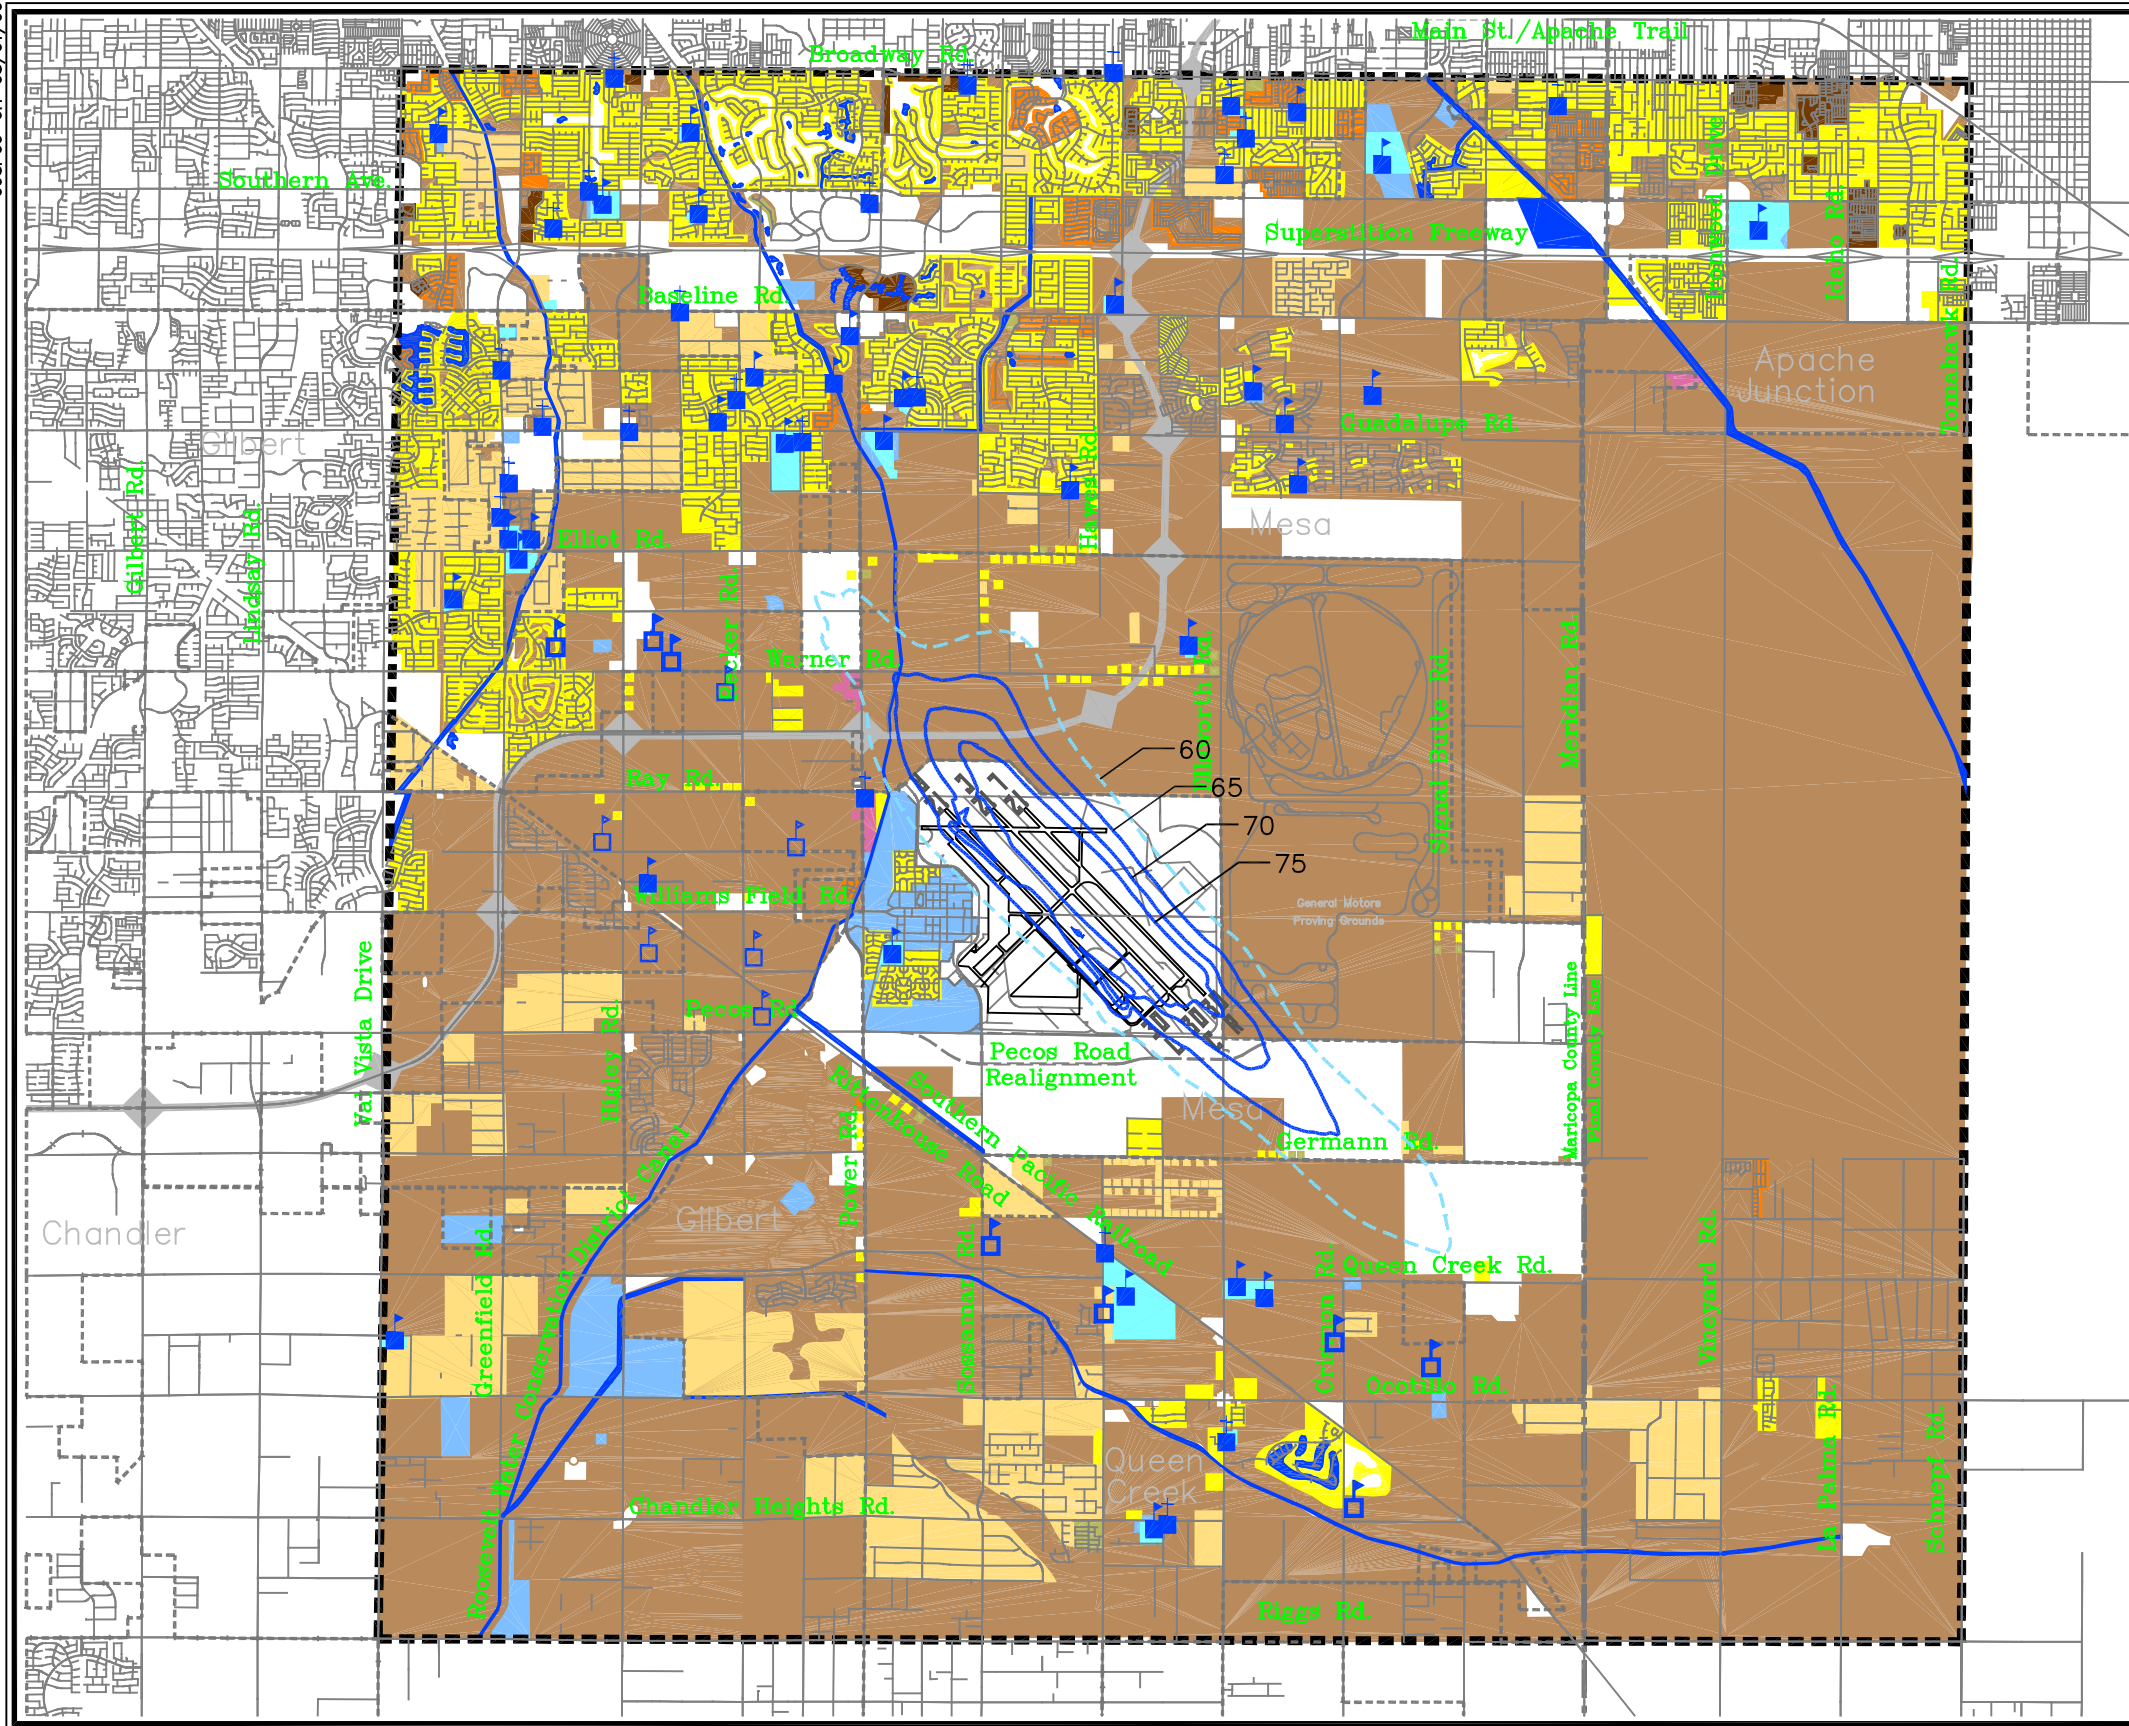 Main St./Apache Trail
Broadway Rd.
Southern Ave.
Ironwood Drive
Idaho Rd.
Superstition Freeway
Tomahawk Rd.
Baseline Rd.
Apache
Junction
Guadalupe Rd.
Gilbert
Gilbert Rd.
Lindsay Rd.
Hawes Rd.
Mesa
Elliot Rd.
Recker Rd.
Warner Rd.
Ellsworth Rd.
Signal Bute Rd.
Meridian Rd.
60
65
70
75
Ray Rd.
Williams Field Rd.
General Motors
Proving Grounds
Val Vista Drive
Higley Rd.
Pecos Rd.
Pecos Road
Realignment
Maricopa County Line
Pinal County Line
Mesa
Germann Rd.
Southern Pacific Railroad
Rittenhouse Road
Power Rd.
Roosevelt Water Conservation District Canal
Chandler
Gilbert
Greenfield Rd.
Sossaman Rd.
Queen Creek Rd.
Vineyard Rd.
Ocotillo Rd.
La Palma Rd.
Schnepf Rd.
Queen
Creek
Chandler Heights Rd.
Riggs Rd.